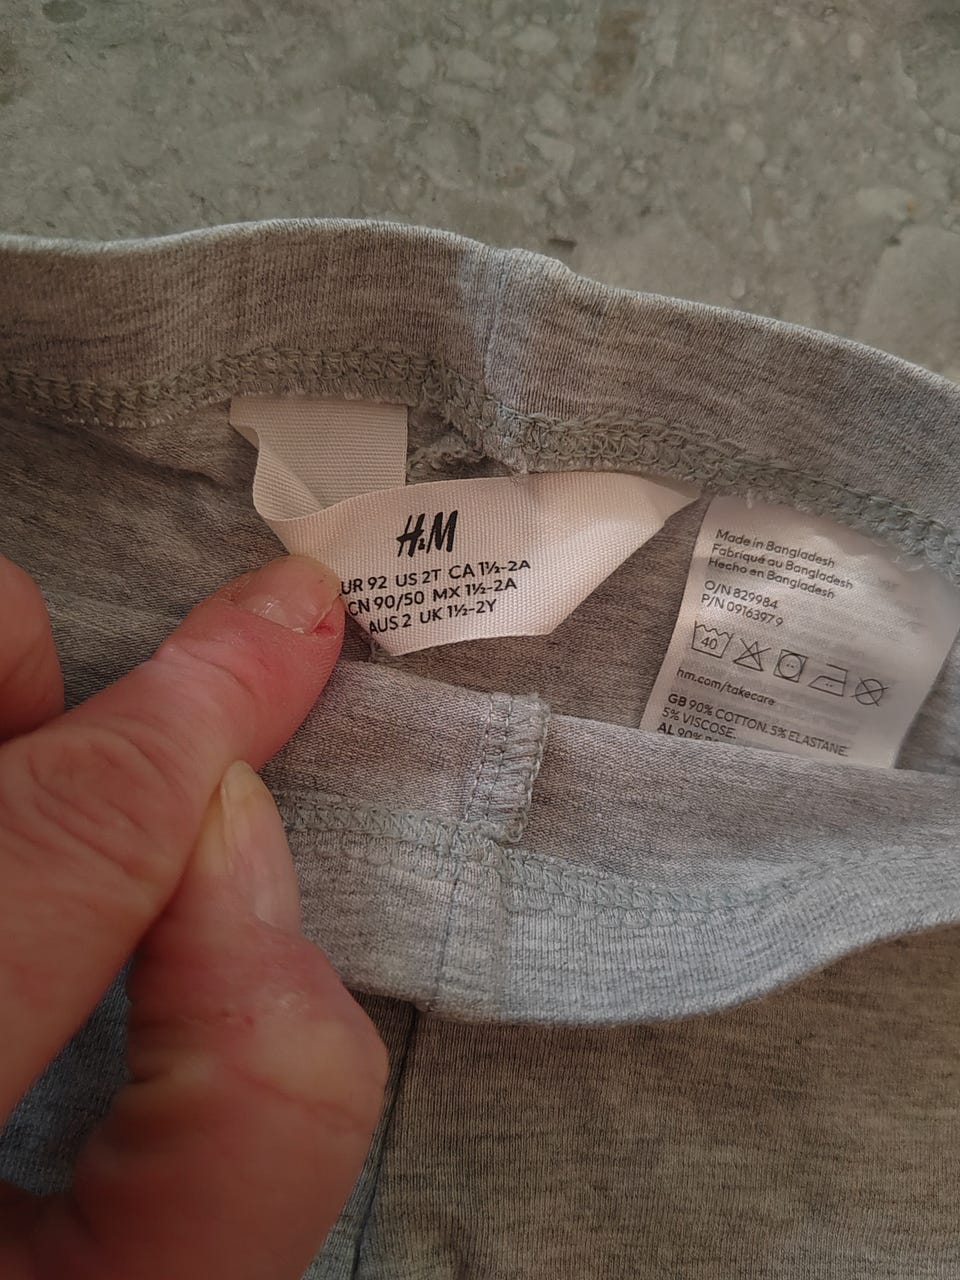 H&M
UR 92 US 2T CA 1½-2A
CN 90/50 MX 1½-2A
AUS 2 UK 1½-2Y
Made in Bangladesh
Fabriqué au Bangladesh
Hecho en Bangladesh
O/N 829984
P/N 09163979
40
hm.com/takecare
GB 90% COTTON. 5% ELASTANE.
5% VISCOSE.
AL 90%